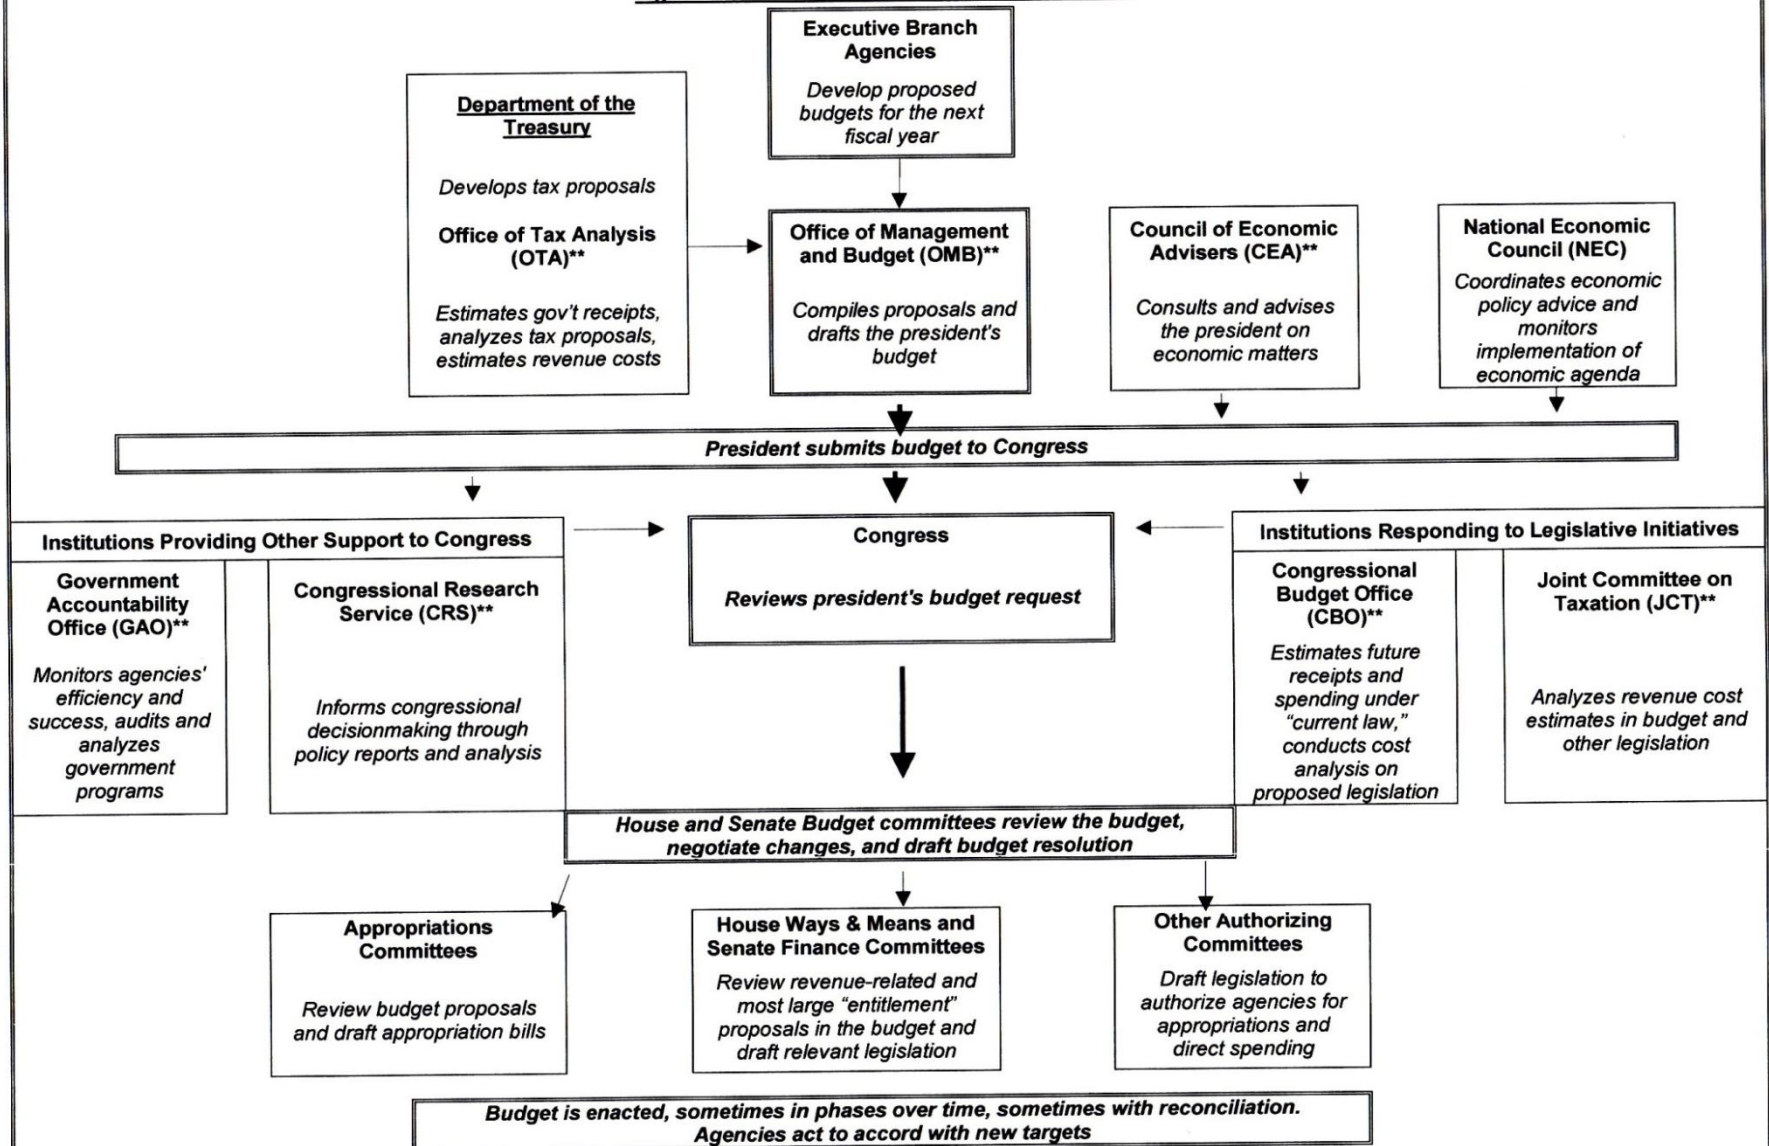 Executive Branch
Agencies
Develop proposed
budgets for the next
fiscal year
Department of the
Treasury
Develops tax proposals
Office of Tax Analysis
(OTA)**
Estimates gov't receipts,
analyzes tax proposals,
estimates revenue costs
Office of Management
and Budget (OMB)**
Compiles proposals and
drafts the president's
budget
Council of Economic
Advisers (CEA)**
Consults and advises
the president on
economic matters
National Economic
Council (NEC)
Coordinates economic
policy advice and
monitors
implementation of
economic agenda
President submits budget to Congress
Institutions Providing Other Support to Congress
Government
Accountability
Office (GAO)**
Monitors agencies'
efficiency and
success, audits and
analyzes
government
programs
Congressional Research
Service (CRS)**
Informs congressional
decisionmaking through
policy reports and analysis
Congress
Reviews president's budget request
Institutions Responding to Legislative Initiatives
Congressional
Budget Office
(CBO)**
Estimates future
receipts and
spending under
“current law,”
conducts cost
analysis on
proposed legislation
Joint Committee on
Taxation (JCT)**
Analyzes revenue cost
estimates in budget and
other legislation
House and Senate Budget committees review the budget,
negotiate changes, and draft budget resolution
Appropriations
Committees
Review budget proposals
and draft appropriation bills
House Ways & Means and
Senate Finance Committees
Review revenue-related and
most large “entitlement”
proposals in the budget and
draft relevant legislation
Other Authorizing
Committees
Draft legislation to
authorize agencies for
appropriations and
direct spending
Budget is enacted, sometimes in phases over time, sometimes with reconciliation.
Agencies act to accord with new targets